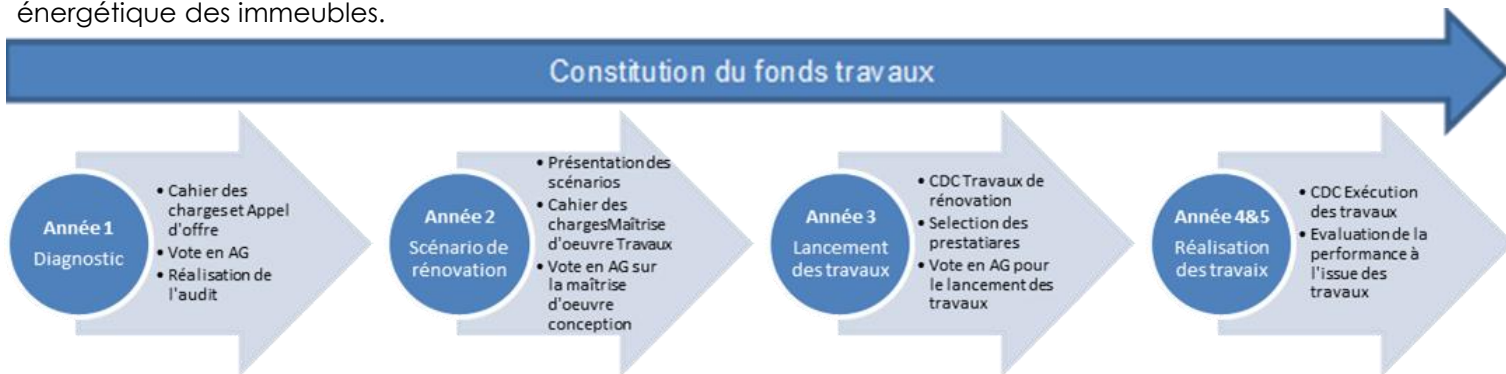 énergétique des immeubles.
Constitution du fonds travaux
Année 1
Diagnostic
• Cahier des
charges et Appel
d'offre
• Vote en AG
• Réalisation de
l'audit
Année 2
Scénario de
rénovation
• Présentation des
scénarios
• Cahier des
chargesMaîtrise
d'oeuvre Travaux
• Vote en AG sur
la maîtrise
d'oeuvre
conception
Année 3
Lancement
des travaux
• CDC Travaux de
rénovation
• Selection des
prestatiares
• Vote en AG pour
le lancement des
travaux
Année 4&5
Réalisation
des travaix
• CDC Exécution
des travaux
• Evaluation de la
performance à
l'issue des
travaux